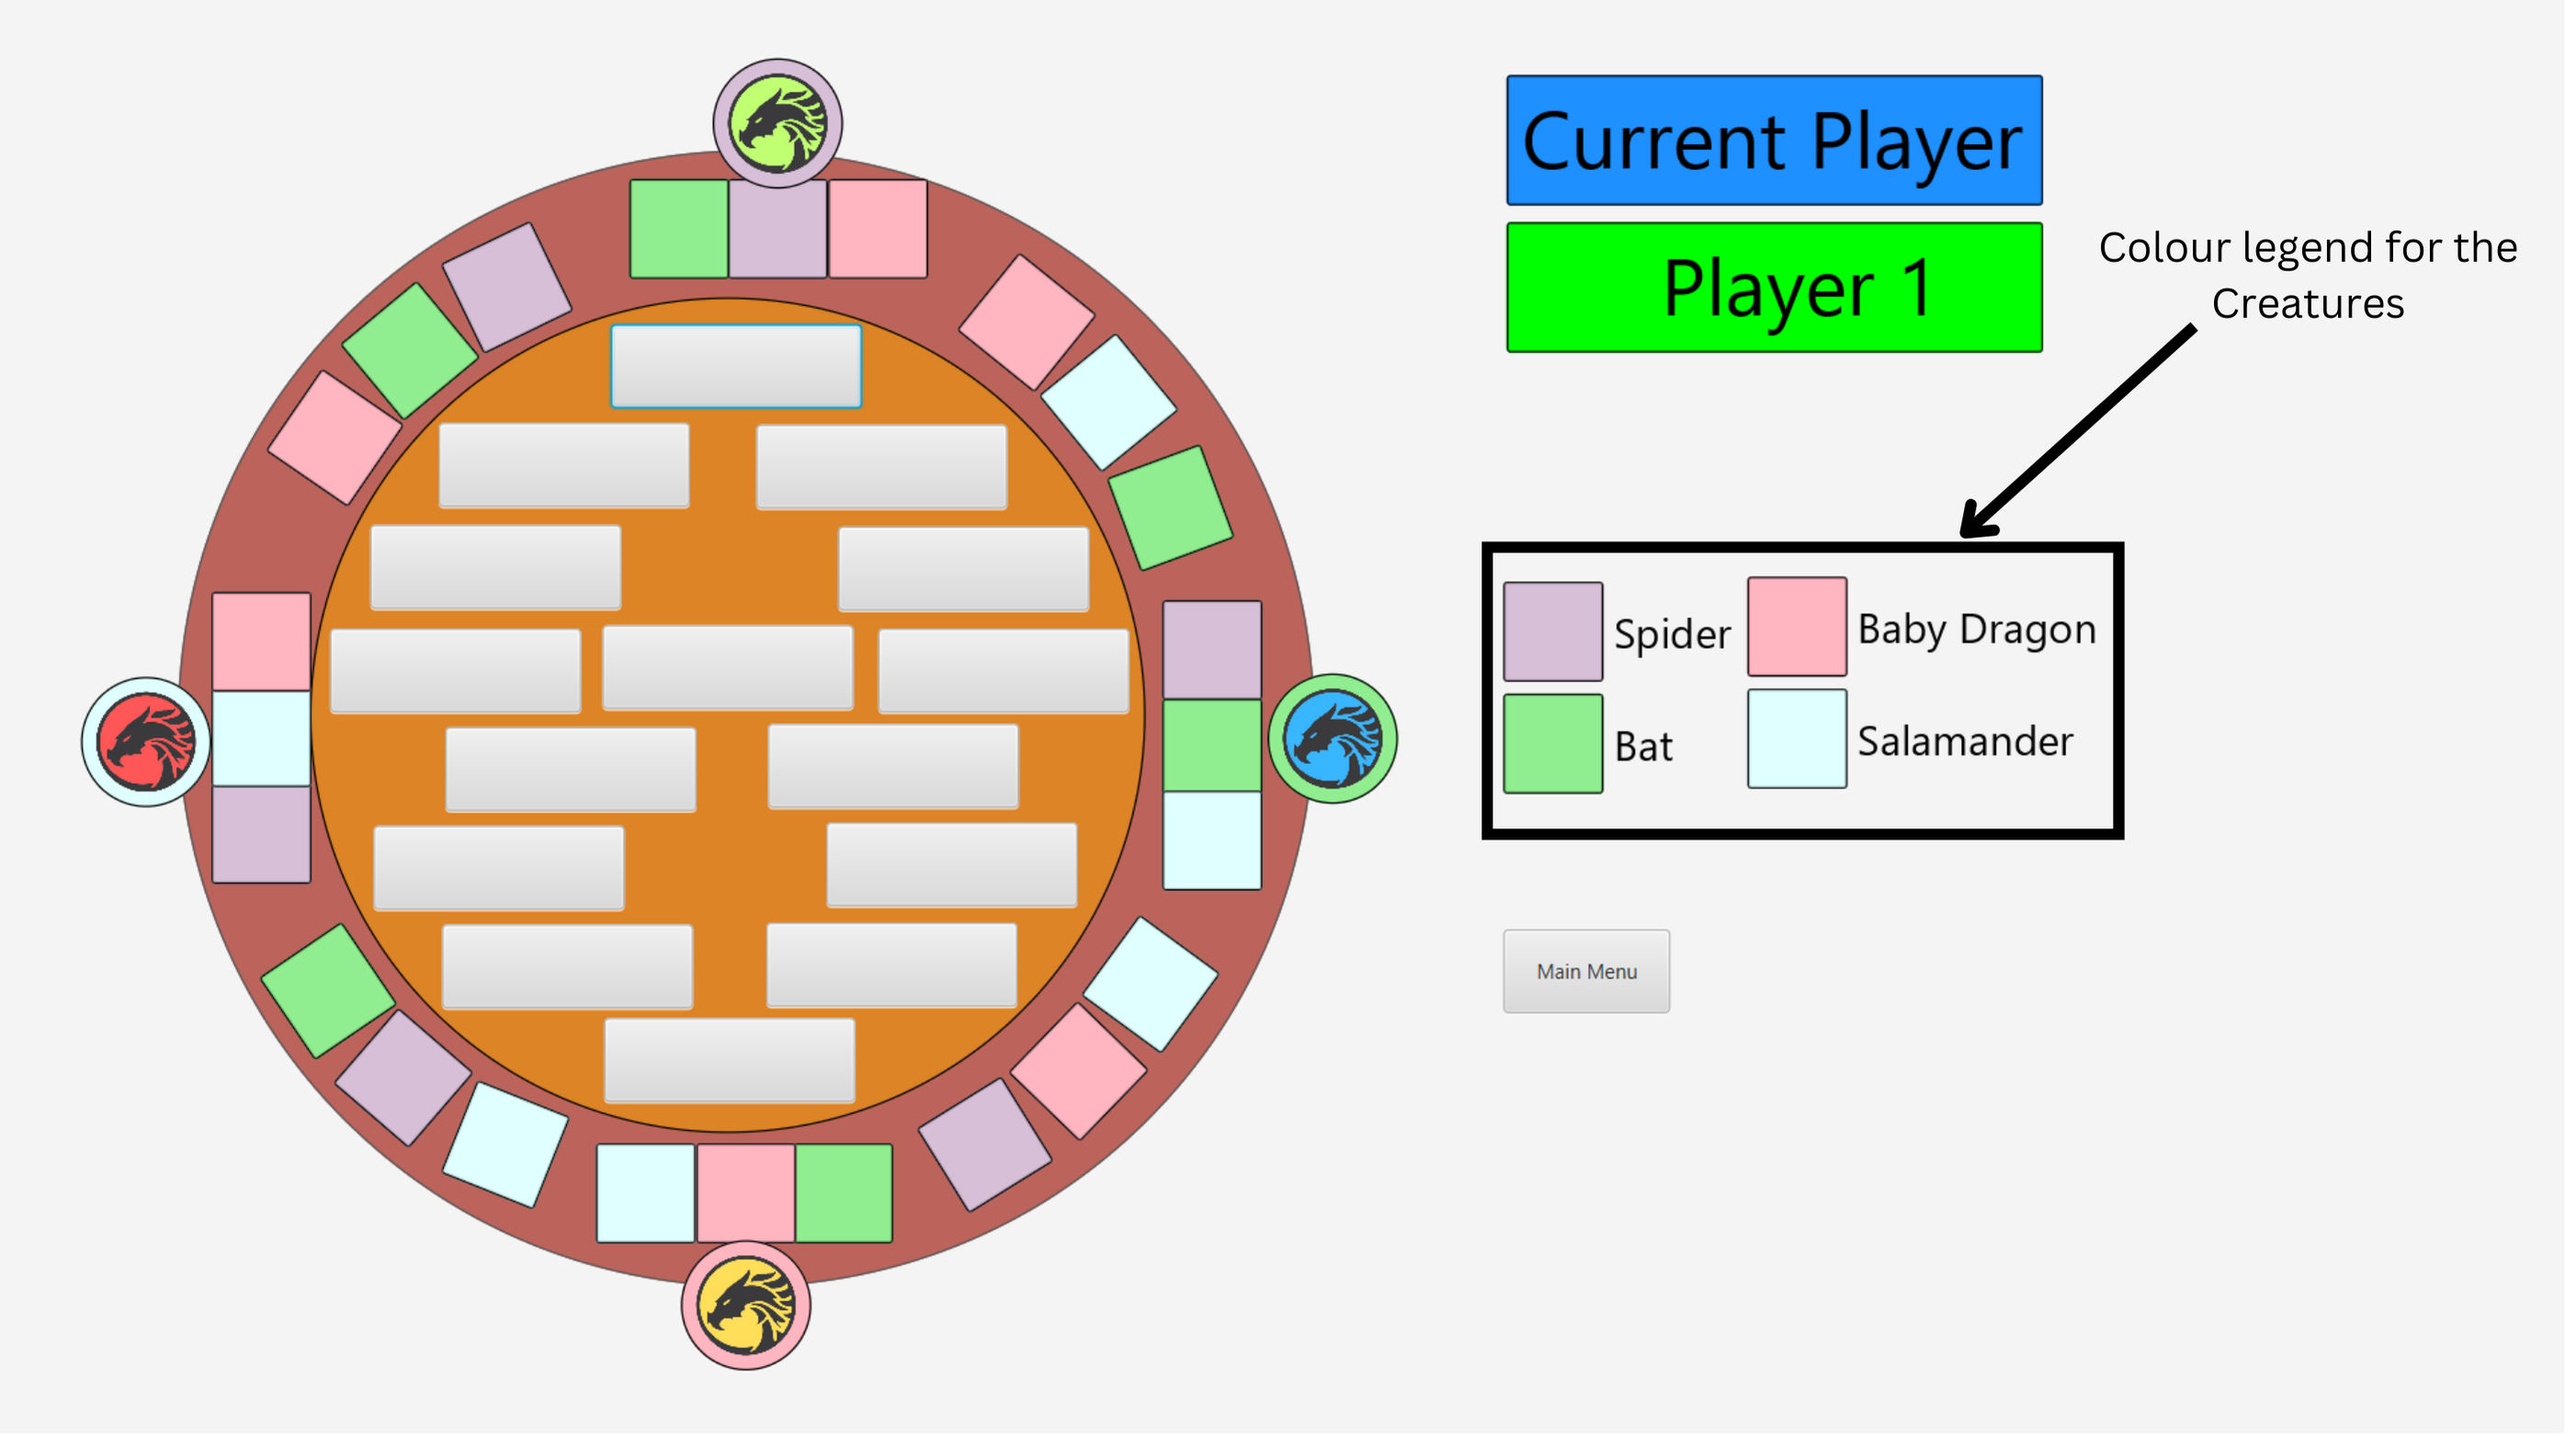 Current Player
Player 1
Colour legend for the
Creatures
Spider
Baby Dragon
Bat
Salamander
Main Menu